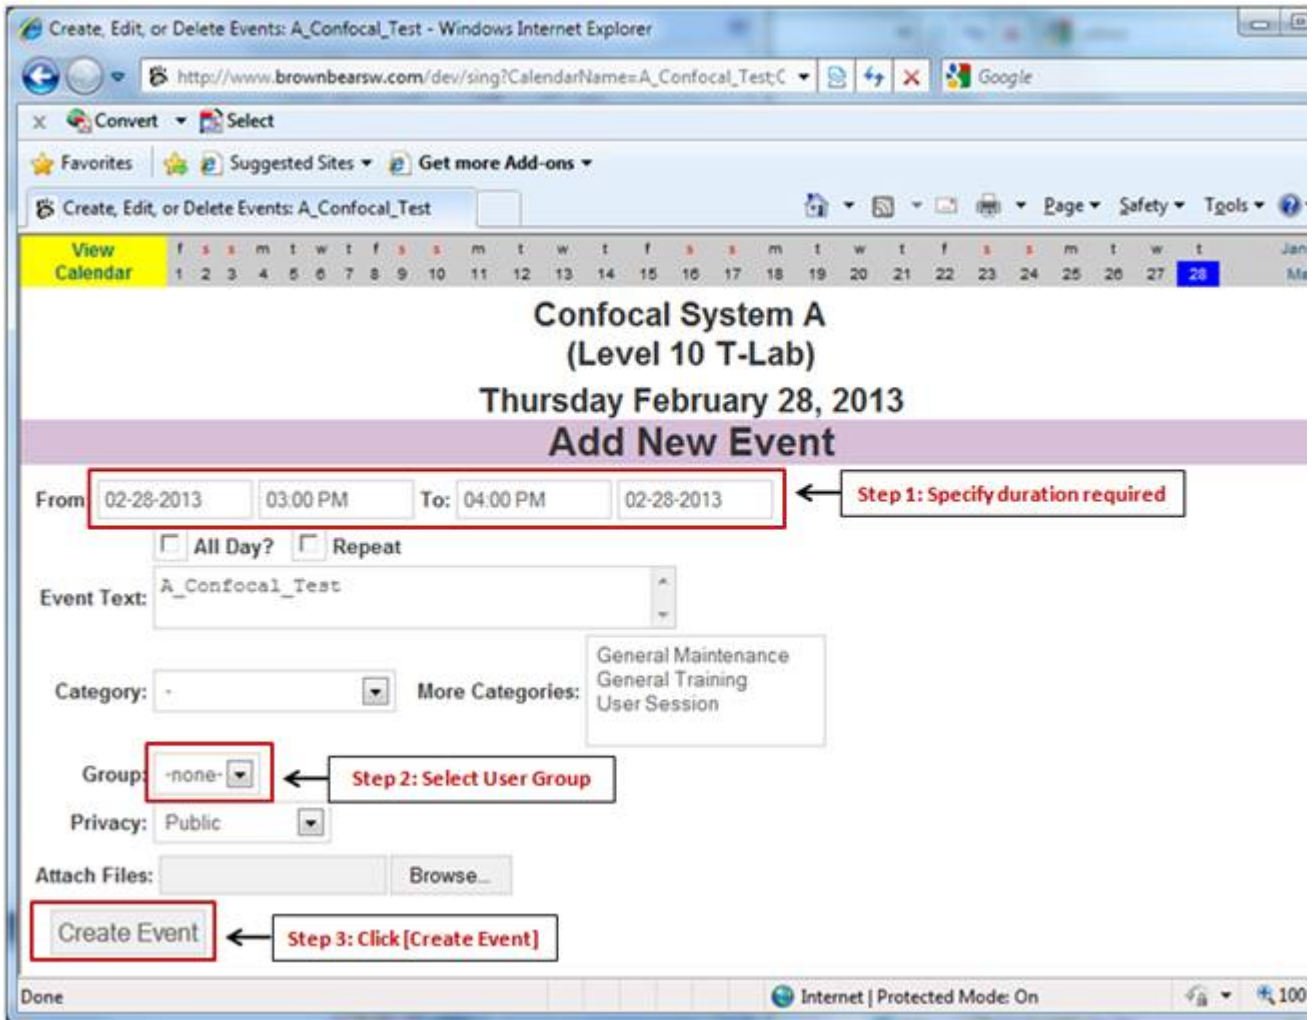 Create, Edit, or Delete Events: A_Confocal_Test - Windows Internet Explorer
http://www.brownbearsw.com/dev/sing?CalendarName=A_Confocal_Test;C
Google
x Convert Select
Favorites Suggested Sites Get more Add-ons
Create, Edit, or Delete Events: A_Confocal_Test Page Safety Tools
View f s s m t w t f s s m t w t f s s m t w t f s s m t w t Jan
Calendar 1 2 3 4 5 6 7 8 9 10 11 12 13 14 15 16 17 18 19 20 21 22 23 24 25 26 27 28 Ma
Confocal System A
(Level 10 T-Lab)
Thursday February 28, 2013
Add New Event
From 02-28-2013 03:00 PM To: 04:00 PM 02-28-2013 Step 1: Specify duration required
All Day? Repeat
Event Text: A_Confocal_Test
Category: - More Categories: General Maintenance
General Training
User Session
Group: -none- Step 2: Select User Group
Privacy: Public
Attach Files: Browse...
Create Event Step 3: Click [Create Event]
Done Internet | Protected Mode: On 100